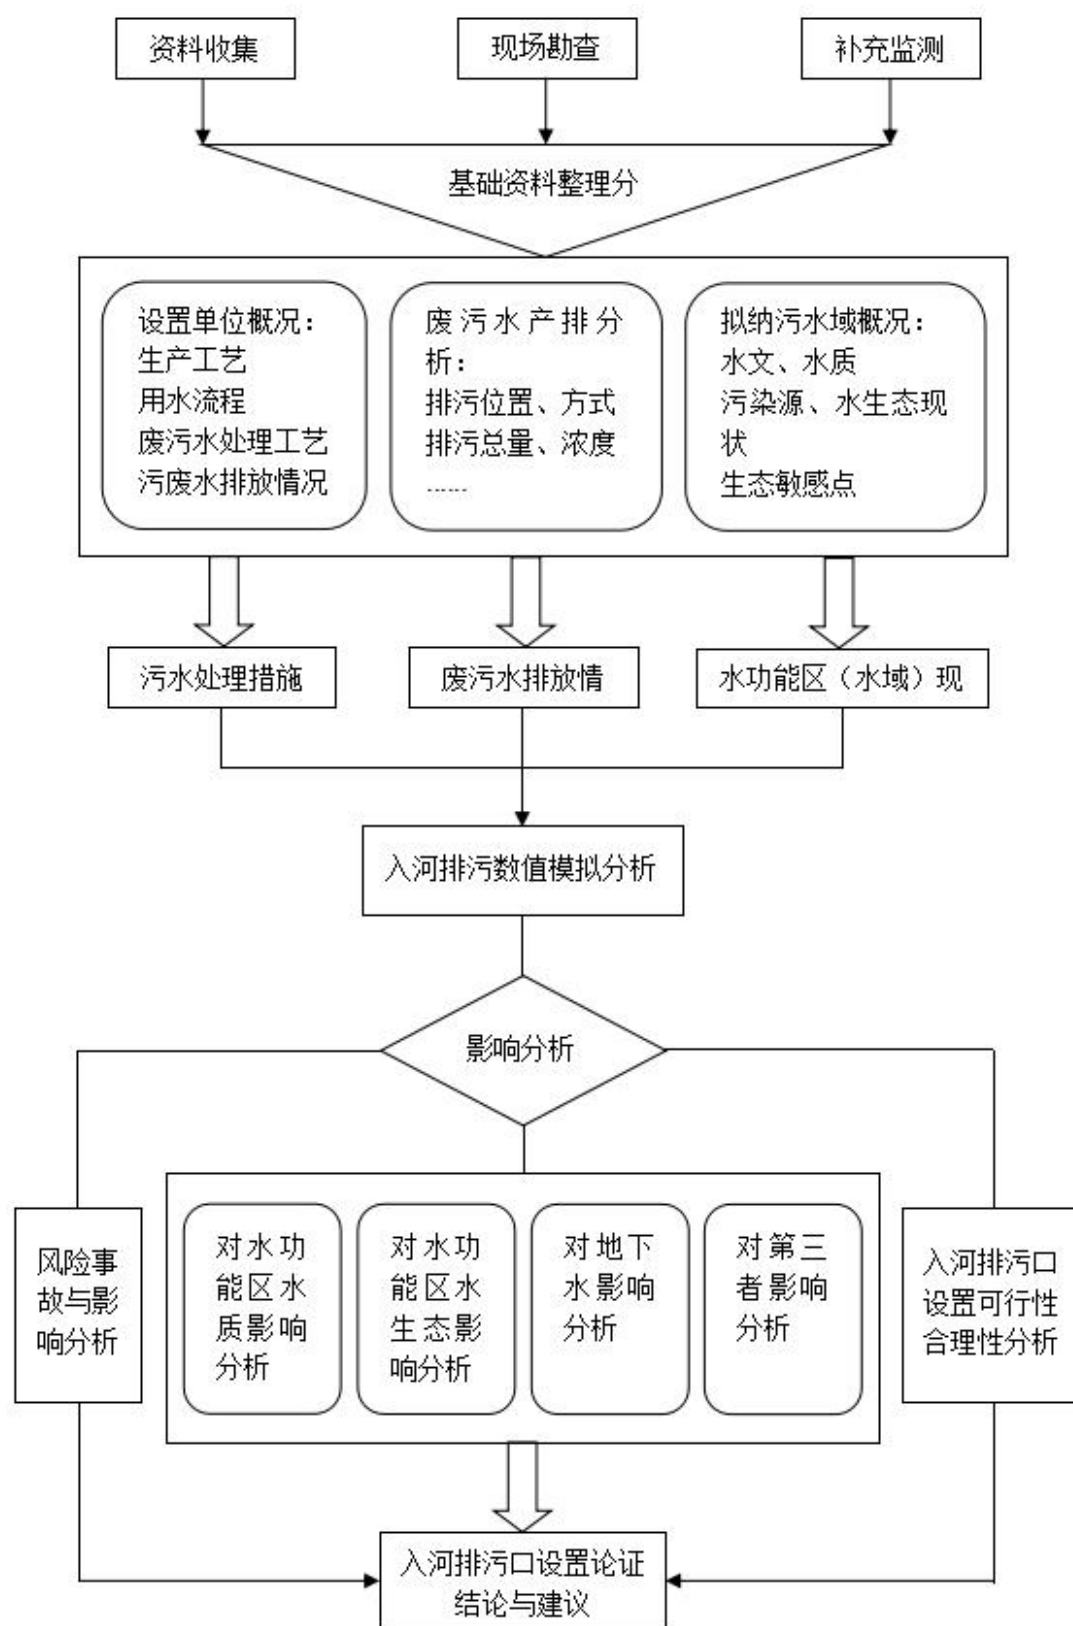 资料收集
现场勘查
补充监测
基础资料整理分
设置单位概况：
生产工艺
用水流程
废污水处理工艺
污废水排放情况
废污水产排分
析：
排污位置、方式
排污总量、浓度
......
拟纳污水域概况：
水文、水质
污染源、水生态现
状
生态敏感点
污水处理措施
废污水排放情
水功能区（水域）现
入河排污数值模拟分析
影响分析
风险事
故与影
响分析
对水功
能区水
质影响
分析
对水功
能区水
生态影
响分析
对地下
水影响
分析
对第三
者影响
分析
入河排污口
设置可行性
合理性分析
入河排污口设置论证
结论与建议